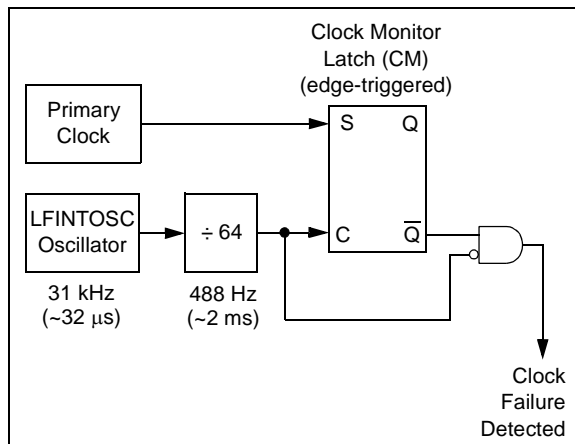 Clock Monitor
Latch (CM)
(edge-triggered)
Primary
Clock
S
Q
LFINTOSC
Oscillator
÷ 64
C
Q̅
31 kHz
(~32 μs)
488 Hz
(~2 ms)
Clock
Failure
Detected